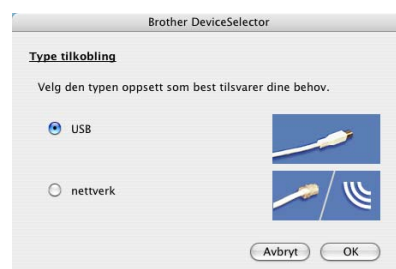 Brother DeviceSelector
Type tilkobling
Velg den typen oppsett som best tilsvarer dine behov.
USB
nettverk
Avbryt OK